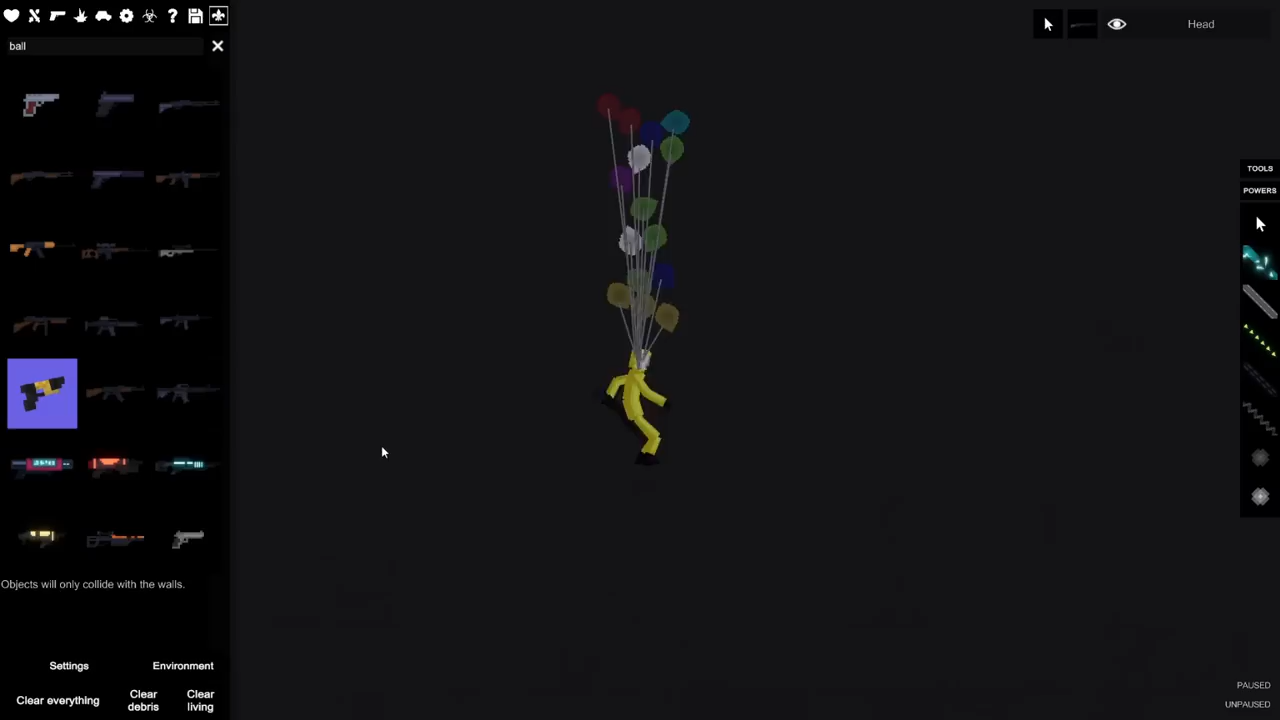 ball
Head
TOOLS
POWERS
Objects will only collide with the walls.
Settings
Environment
Clear everything
Clear
debris
Clear
living
PAUSED
UNPAUSED